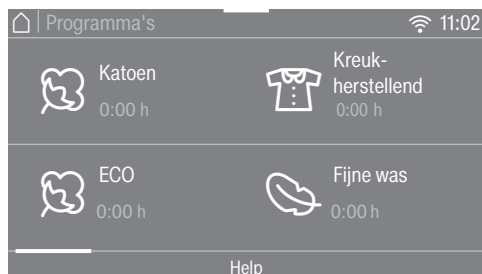 Programma's
11:02
Katoen
0:00 h
Kreuk-
herstellend
0:00 h
ECO
0:00 h
Fijne was
0:00 h
Help